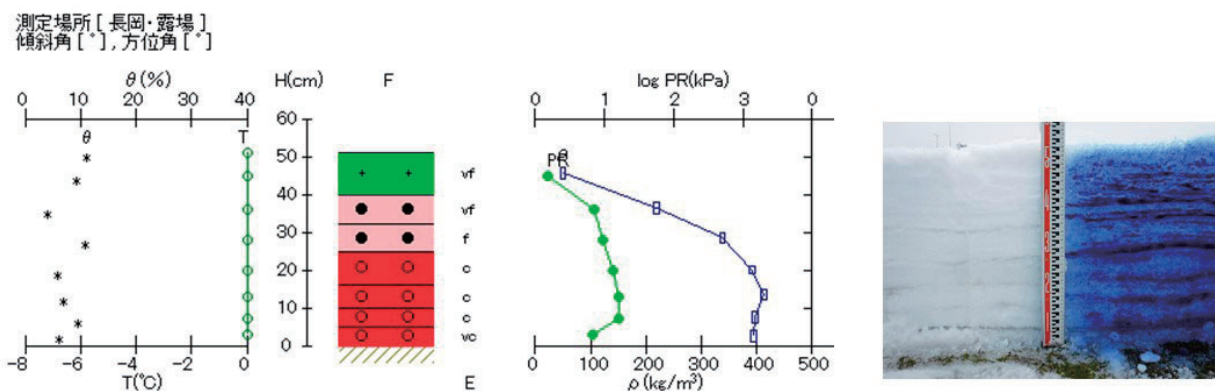 測定場所[ 長岡・露場 ]
傾斜角[ ° ], 方位角[ ° ]
θ(%)
0 10 20 30 40
H(cm)
F
log PR(kPa)
0 1 2 3 0
θ
T
60
50
40
30
20
10
0
vf
vf
f
c
c
c
vc
E
PR
-8 -6 -4 -2 0
T(℃)
0 100 200 300 400 500
ρ(kg/m³)